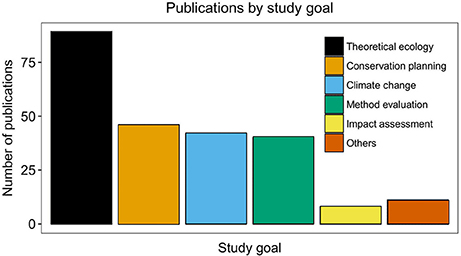 Publications by study goal
Number of publications
75
50
25
0
Theoretical ecology
Conservation planning
Climate change
Method evaluation
Impact assessment
Others
Study goal